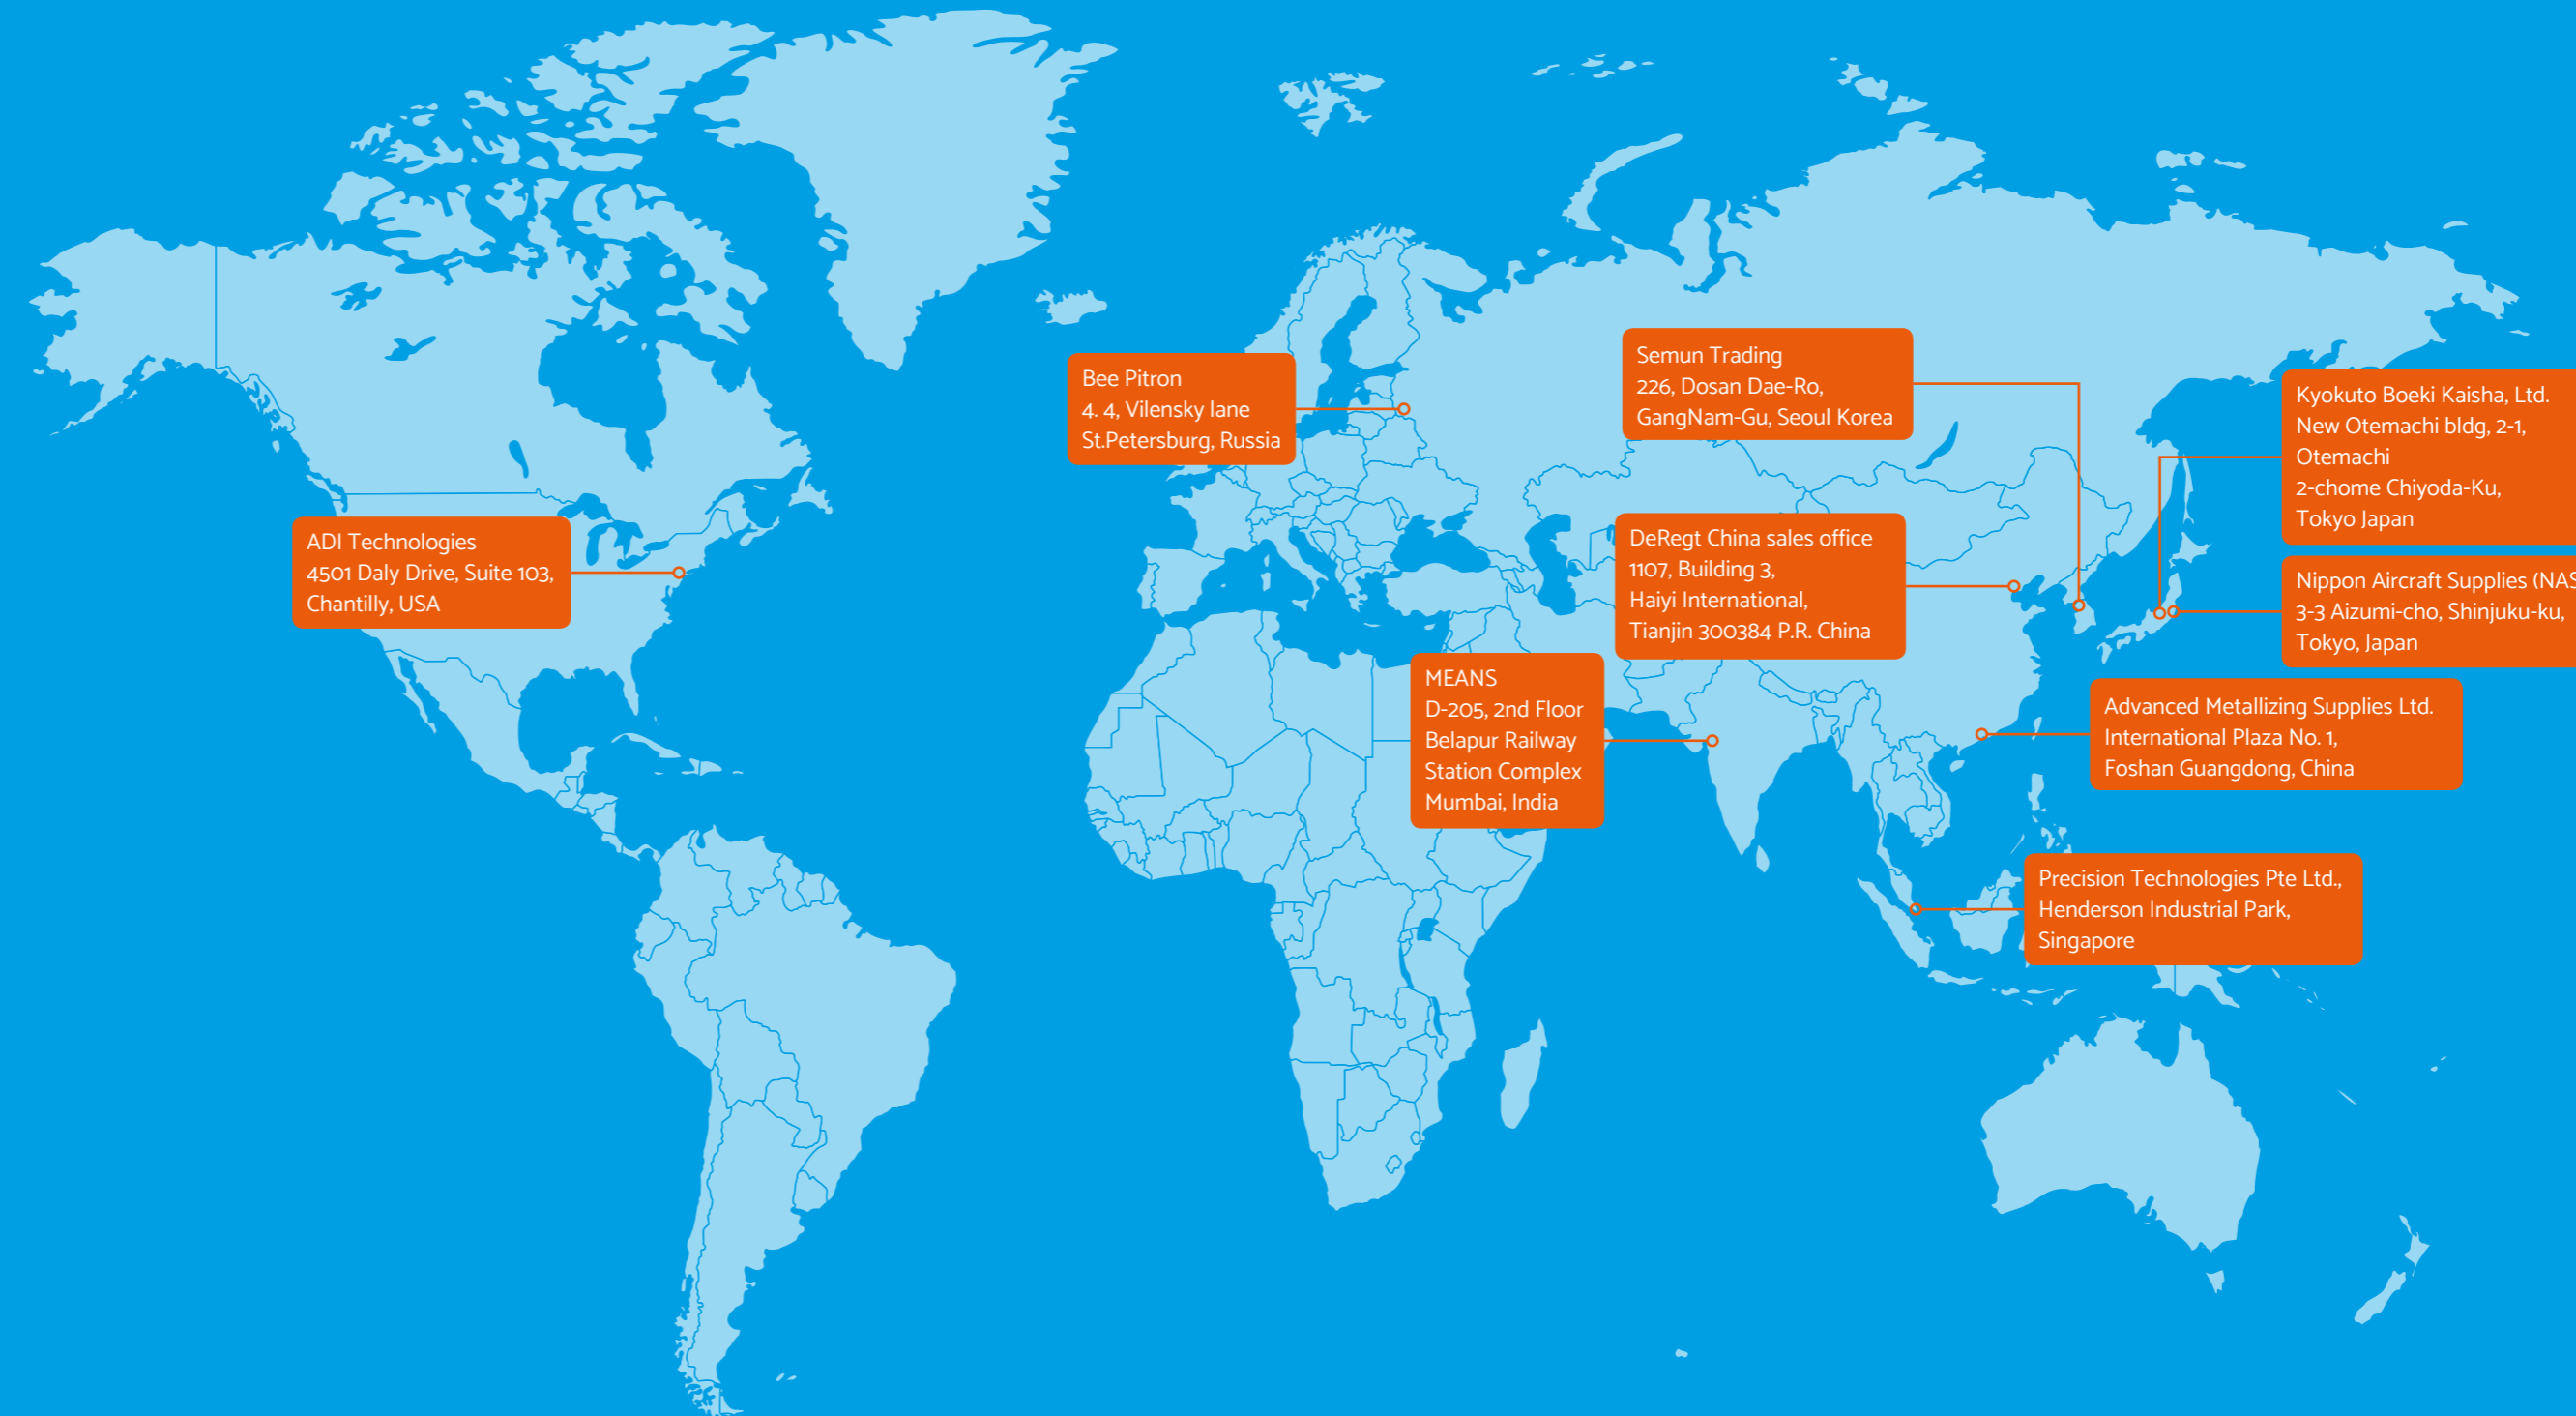 Bee Pitron
4. 4, Vilensky lane
St.Petersburg, Russia
Semun Trading
226, Dosan Dae-Ro,
GangNam-Gu, Seoul Korea
Kyokuto Boeki Kaisha, Ltd.
New Otemachi bldg, 2-1,
Otemachi
2-chome Chiyoda-Ku,
Tokyo Japan
ADI Technologies
4501 Daly Drive, Suite 103,
Chantilly, USA
DeRegt China sales office
1107, Building 3,
Haiyi International,
Tianjin 300384 P.R. China
Nippon Aircraft Supplies (NAS
3-3 Aizumi-cho, Shinjuku-ku,
Tokyo, Japan
MEANS
D-205, 2nd Floor
Belapur Railway
Station Complex
Mumbai, India
Advanced Metallizing Supplies Ltd.
International Plaza No. 1,
Foshan Guangdong, China
Precision Technologies Pte Ltd.,
Henderson Industrial Park,
Singapore